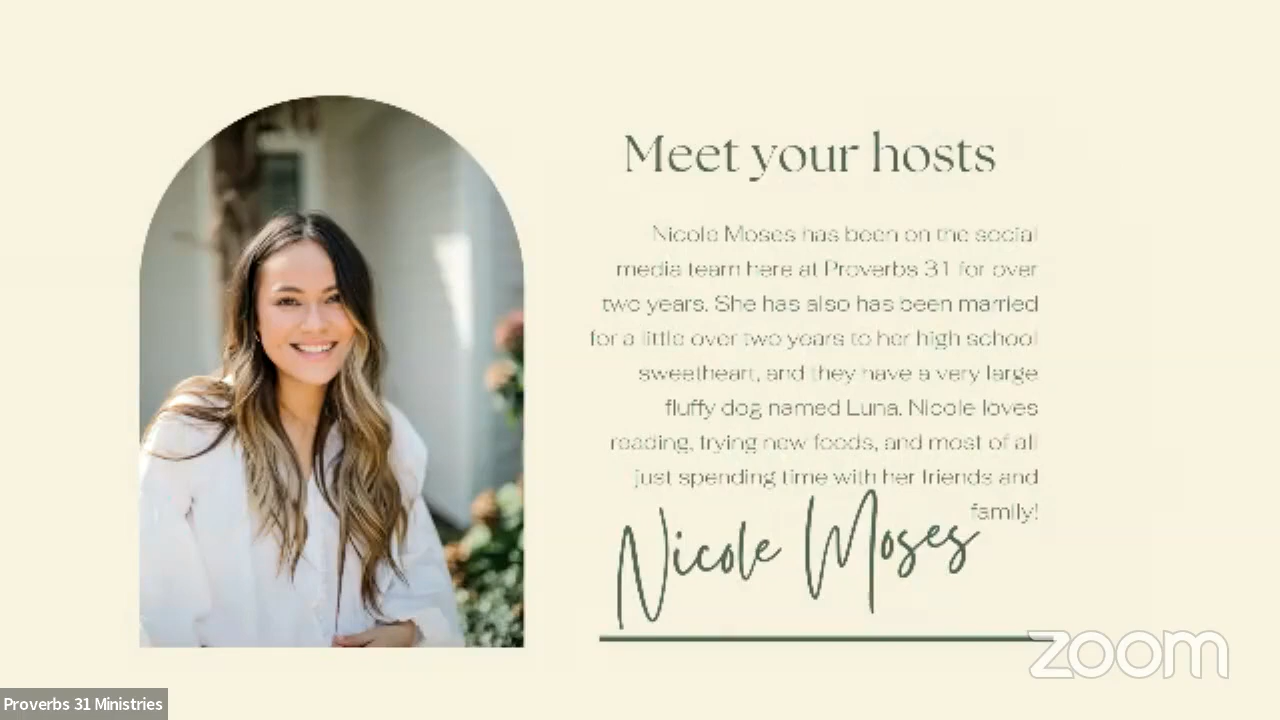 Meet your hosts
Nicole Moses has been on the social
media team here at Proverbs 31 for over
two years. She has also has been married
for a little over two years to her high school
sweetheart, and they have a very large
fluffy dog named Luna. Nicole loves
reading, trying new foods, and most of all
just spending time with her friends and
family!
Nicole Moses
zoom
Proverbs 31 Ministries